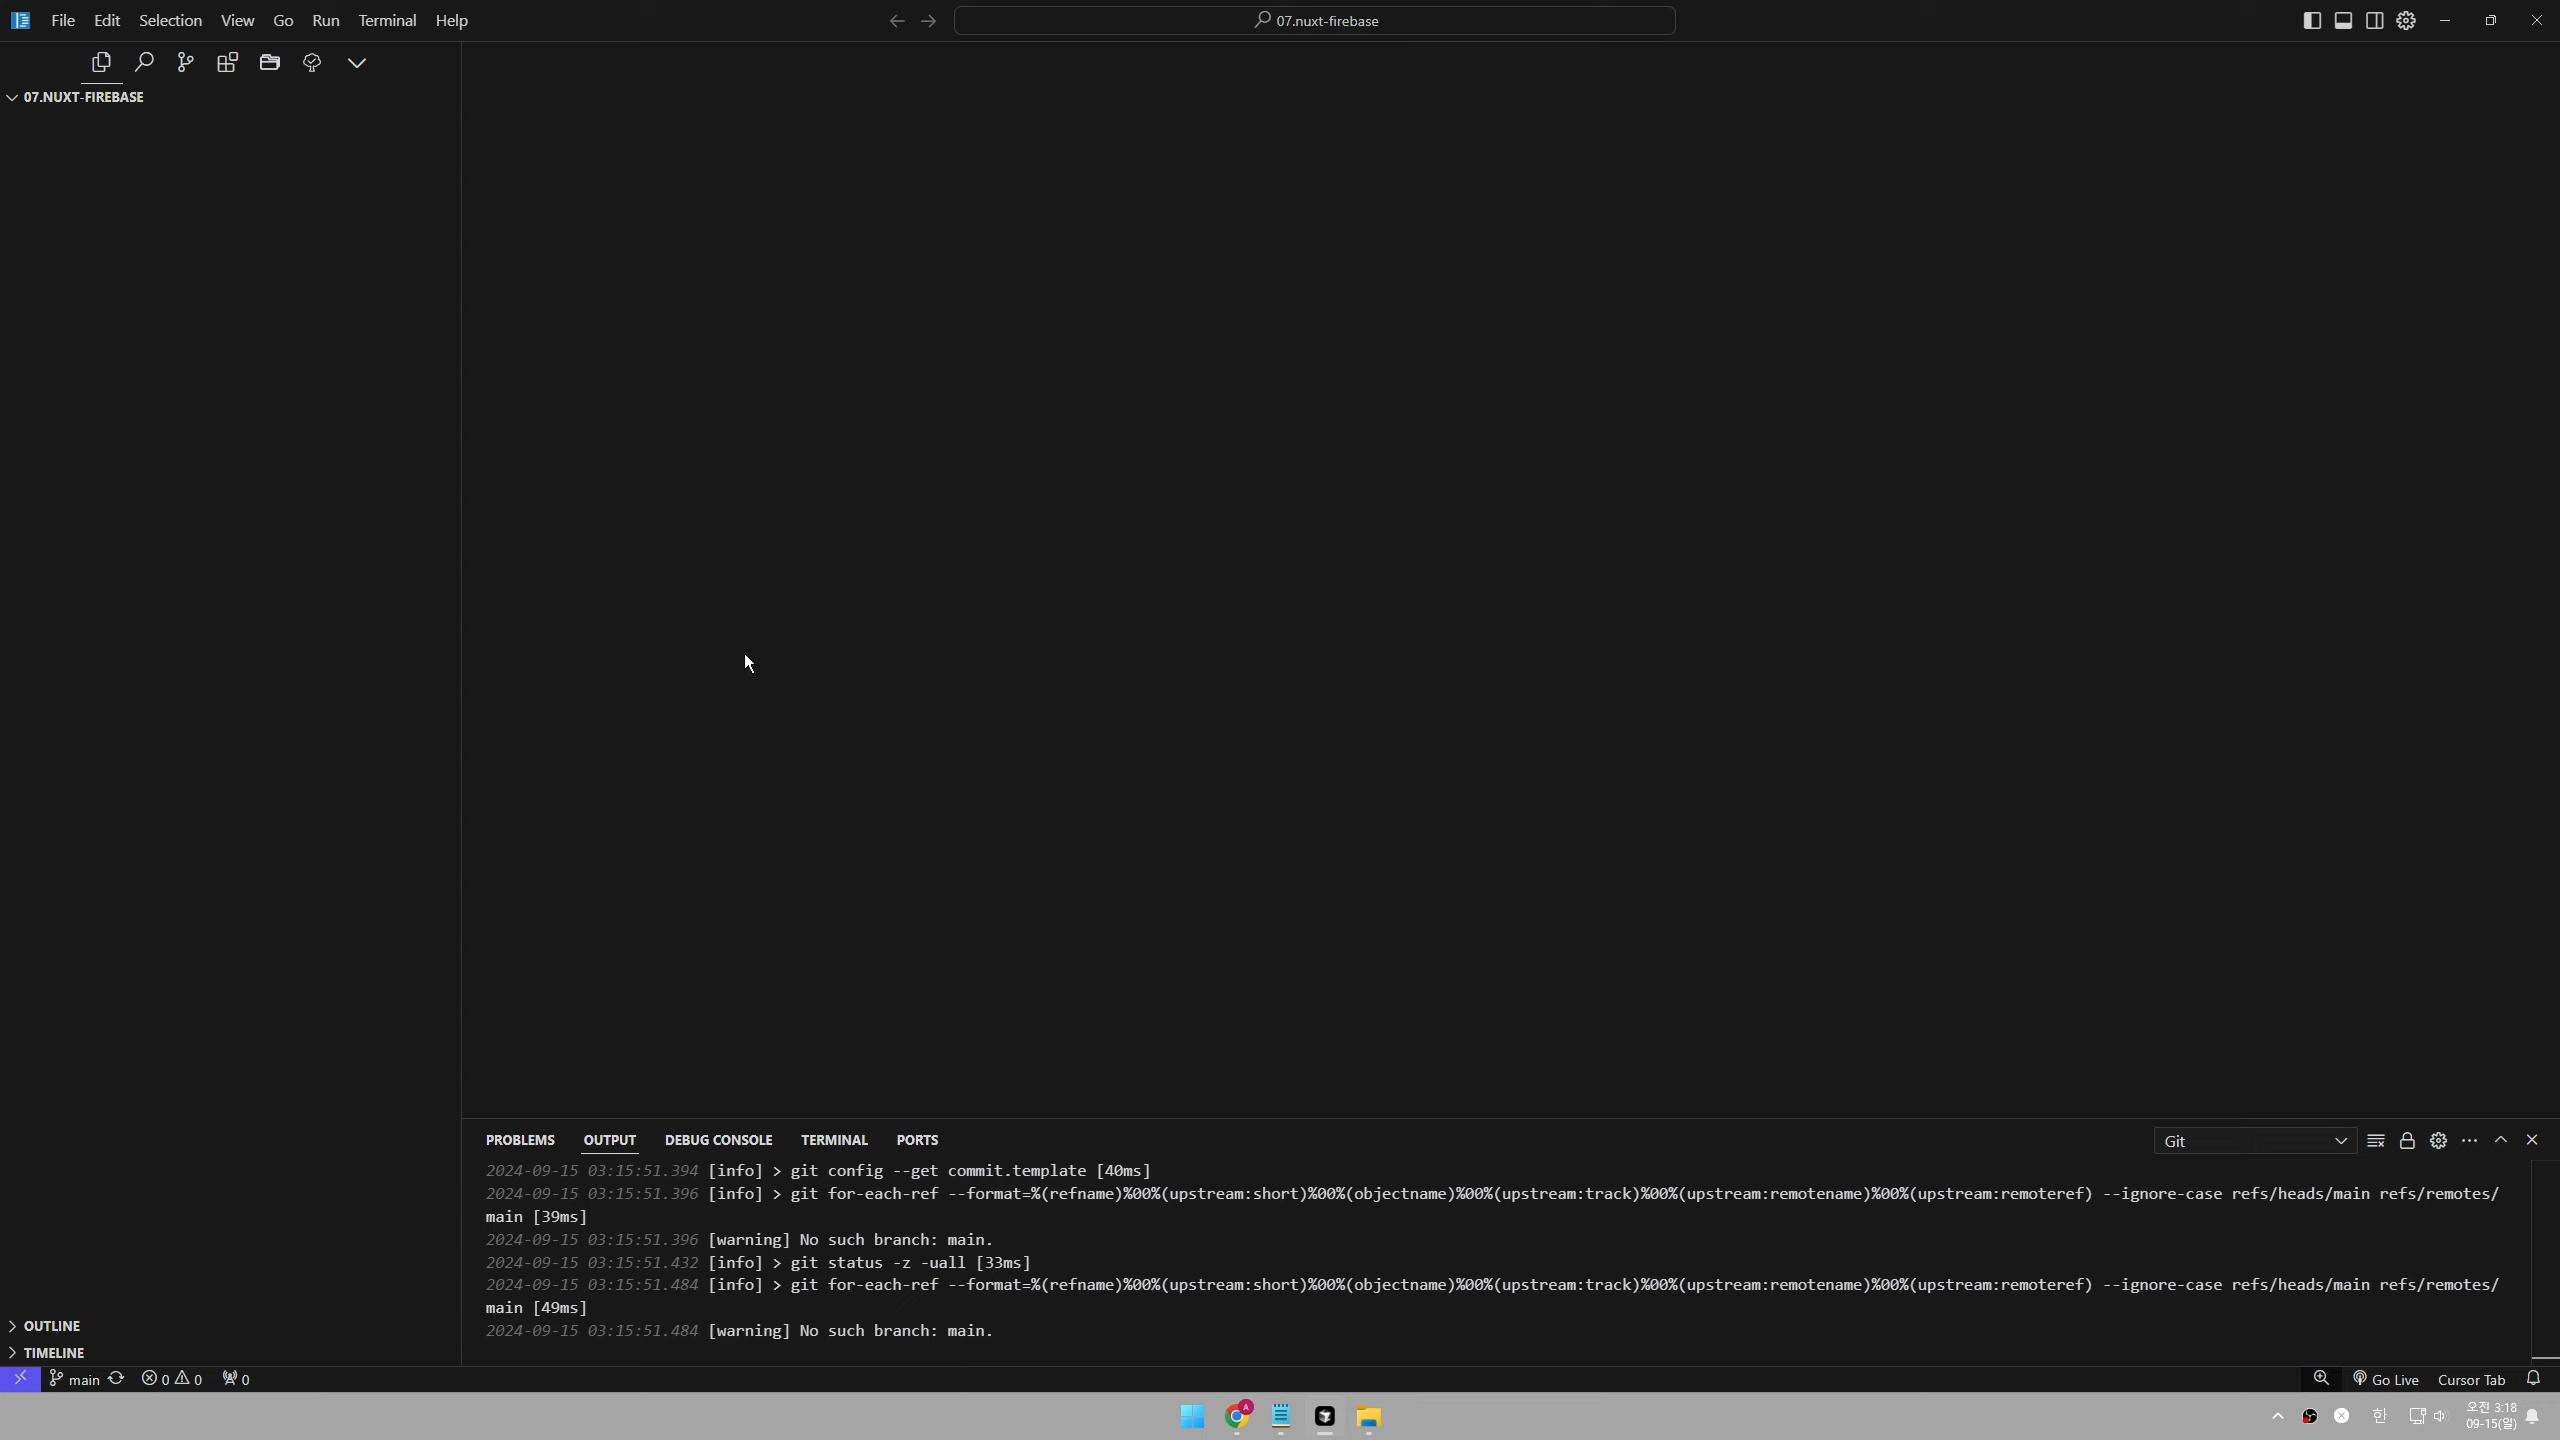 File Edit Selection View Go Run Terminal Help
07.nuxt-firebase
07.NUXT-FIREBASE
PROBLEMS OUTPUT DEBUG CONSOLE TERMINAL PORTS
Git
2024-09-15 03:15:51.394 [info] > git config --get commit.template [40ms]
2024-09-15 03:15:51.396 [info] > git for-each-ref --format=%(refname)%00%(upstream:short)%00%(objectname)%00%(upstream:track)%00%(upstream:remotename)%00%(upstream:remoteref) --ignore-case refs/heads/main refs/remotes/
main [39ms]
2024-09-15 03:15:51.396 [warning] No such branch: main.
2024-09-15 03:15:51.432 [info] > git status -z -uall [33ms]
2024-09-15 03:15:51.484 [info] > git for-each-ref --format=%(refname)%00%(upstream:short)%00%(objectname)%00%(upstream:track)%00%(upstream:remotename)%00%(upstream:remoteref) --ignore-case refs/heads/main refs/remotes/
main [49ms]
2024-09-15 03:15:51.484 [warning] No such branch: main.
OUTLINE
TIMELINE
main 0 0 0
Go Live Cursor Tab
A
한
오전 3:18
09-15(일)